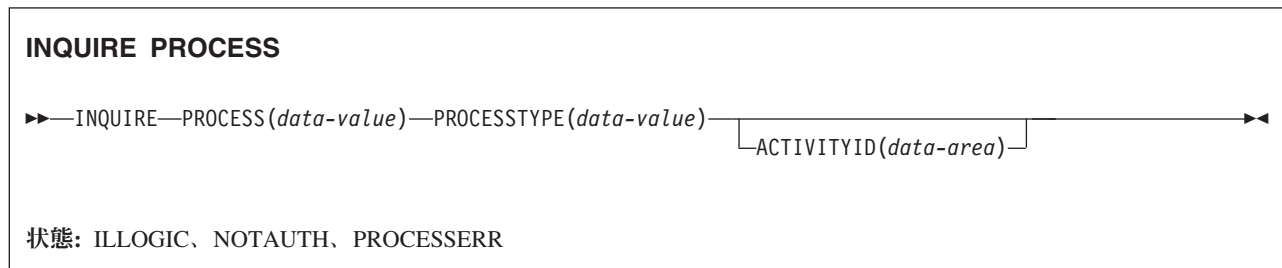 INQUIRE PROCESS
INQUIRE PROCESS(data-value) PROCESSTYPE(data-value)
ACTIVITYID(data-area)
状態: ILLOGIC、NOTAUTH、PROCESSERR